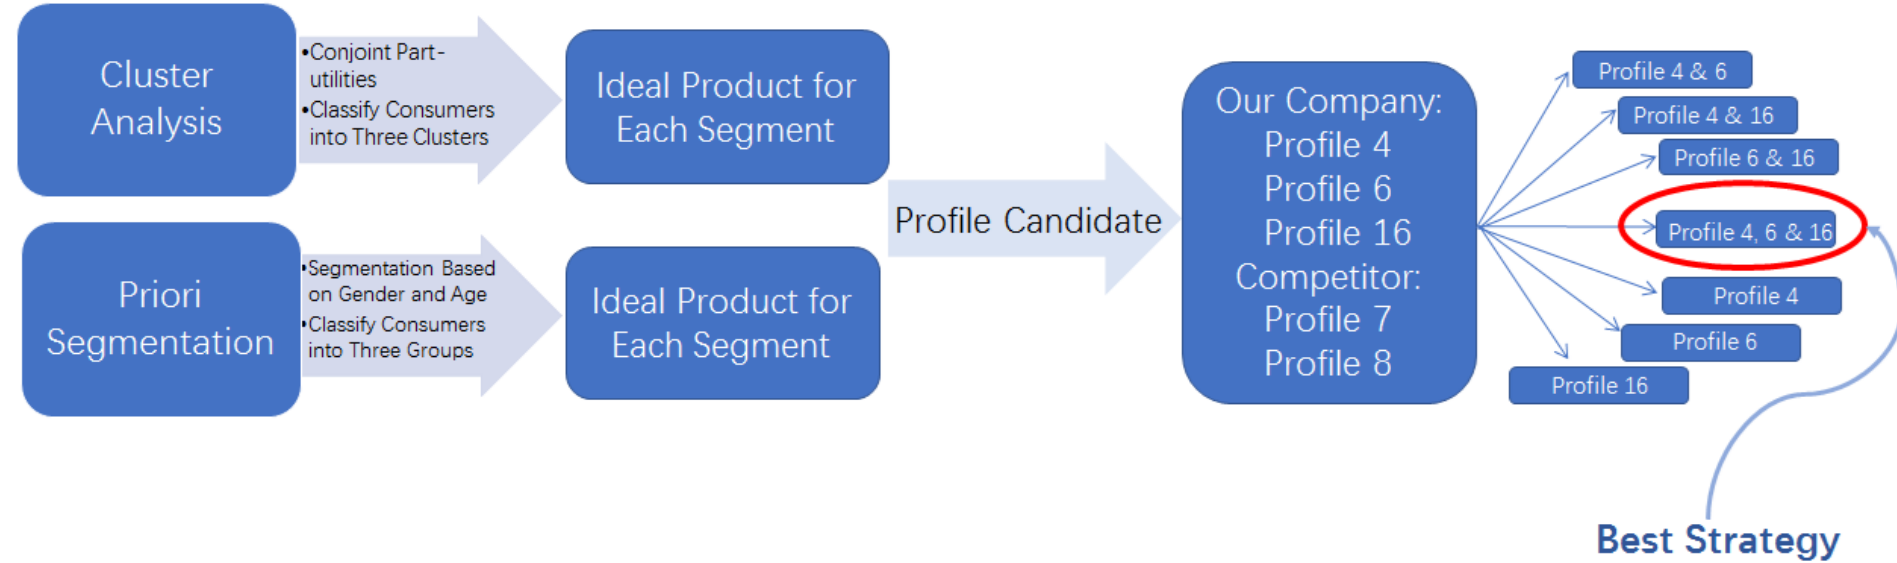 Cluster
Analysis
•Conjoint Part-
utilities
•Classify Consumers
into Three Clusters
Ideal Product for
Each Segment
Priori
Segmentation
•Segmentation Based
on Gender and Age
•Classify Consumers
into Three Groups
Ideal Product for
Each Segment
Profile Candidate
Our Company:
Profile 4
Profile 6
Profile 16
Competitor:
Profile 7
Profile 8
Profile 4 & 6
Profile 4 & 16
Profile 6 & 16
Profile 4, 6 & 16
Profile 4
Profile 6
Profile 16
Best Strategy